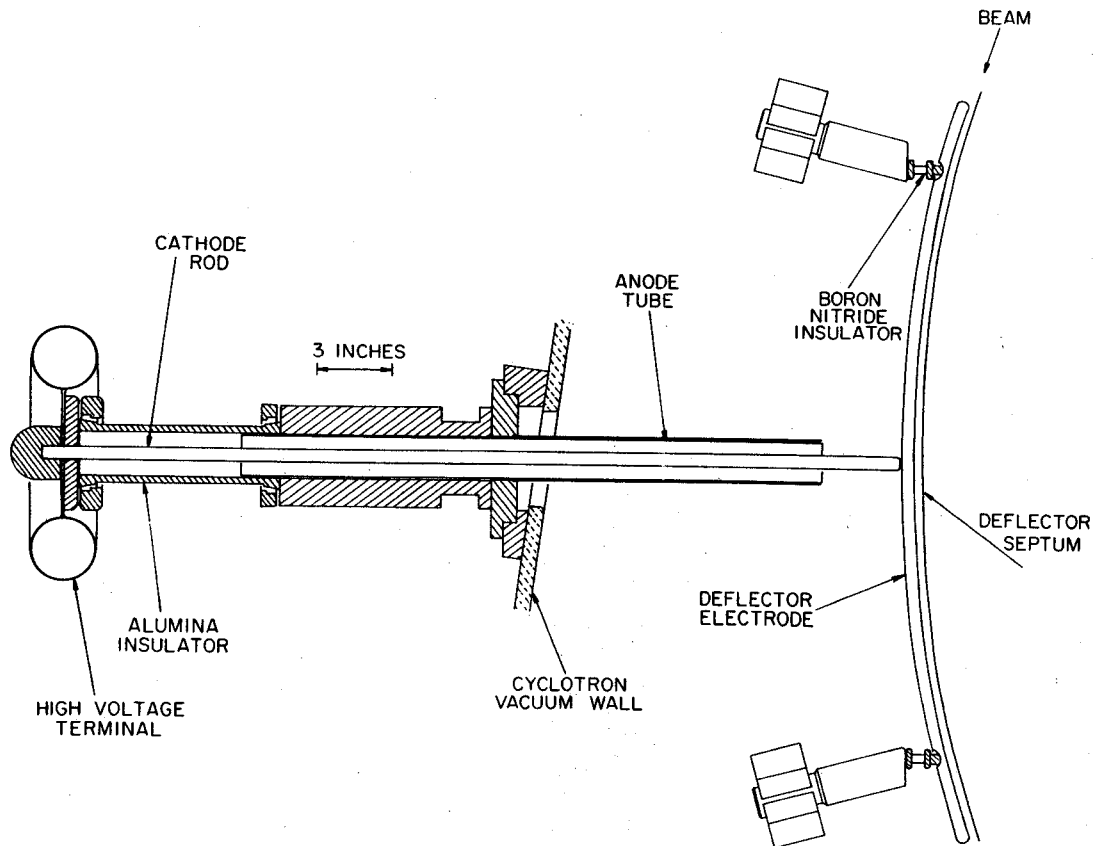 BEAM
CATHODE
ROD
ANODE
TUBE
BORON
NITRIDE
INSULATOR
3 INCHES
DEFLECTOR
SEPTUM
DEFLECTOR
ELECTRODE
ALUMINA
INSULATOR
CYCLOTRON
VACUUM WALL
HIGH VOLTAGE
TERMINAL